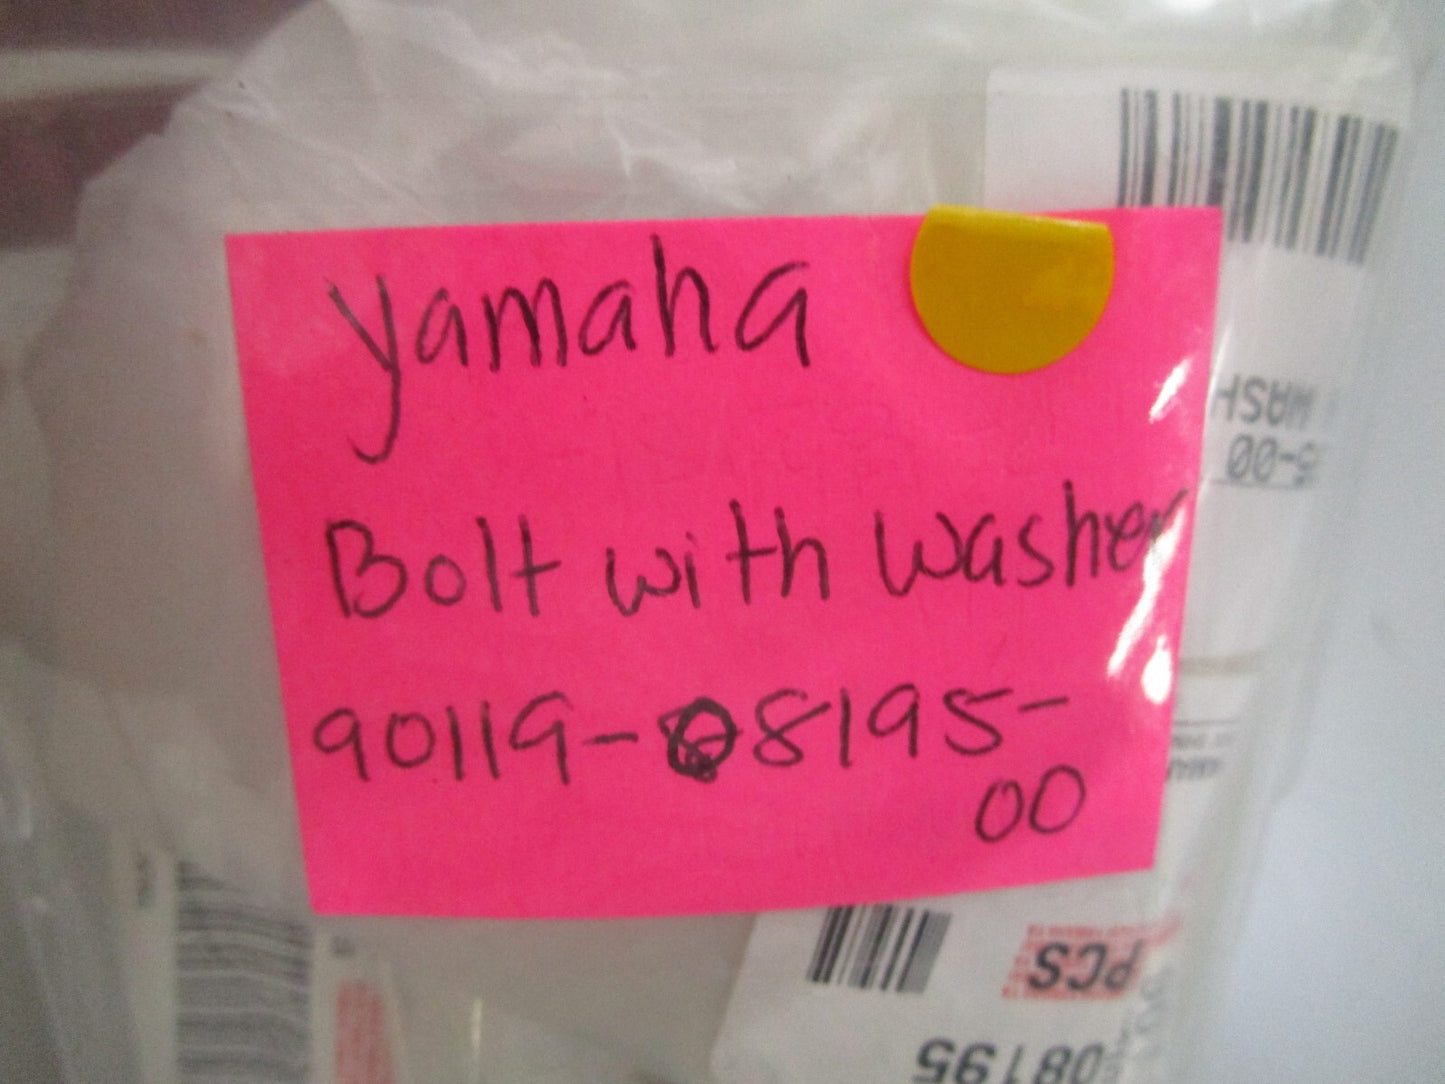 yamaha
Bolt with washer
90119-08195-
00
WASH
5-00
PCS
08195